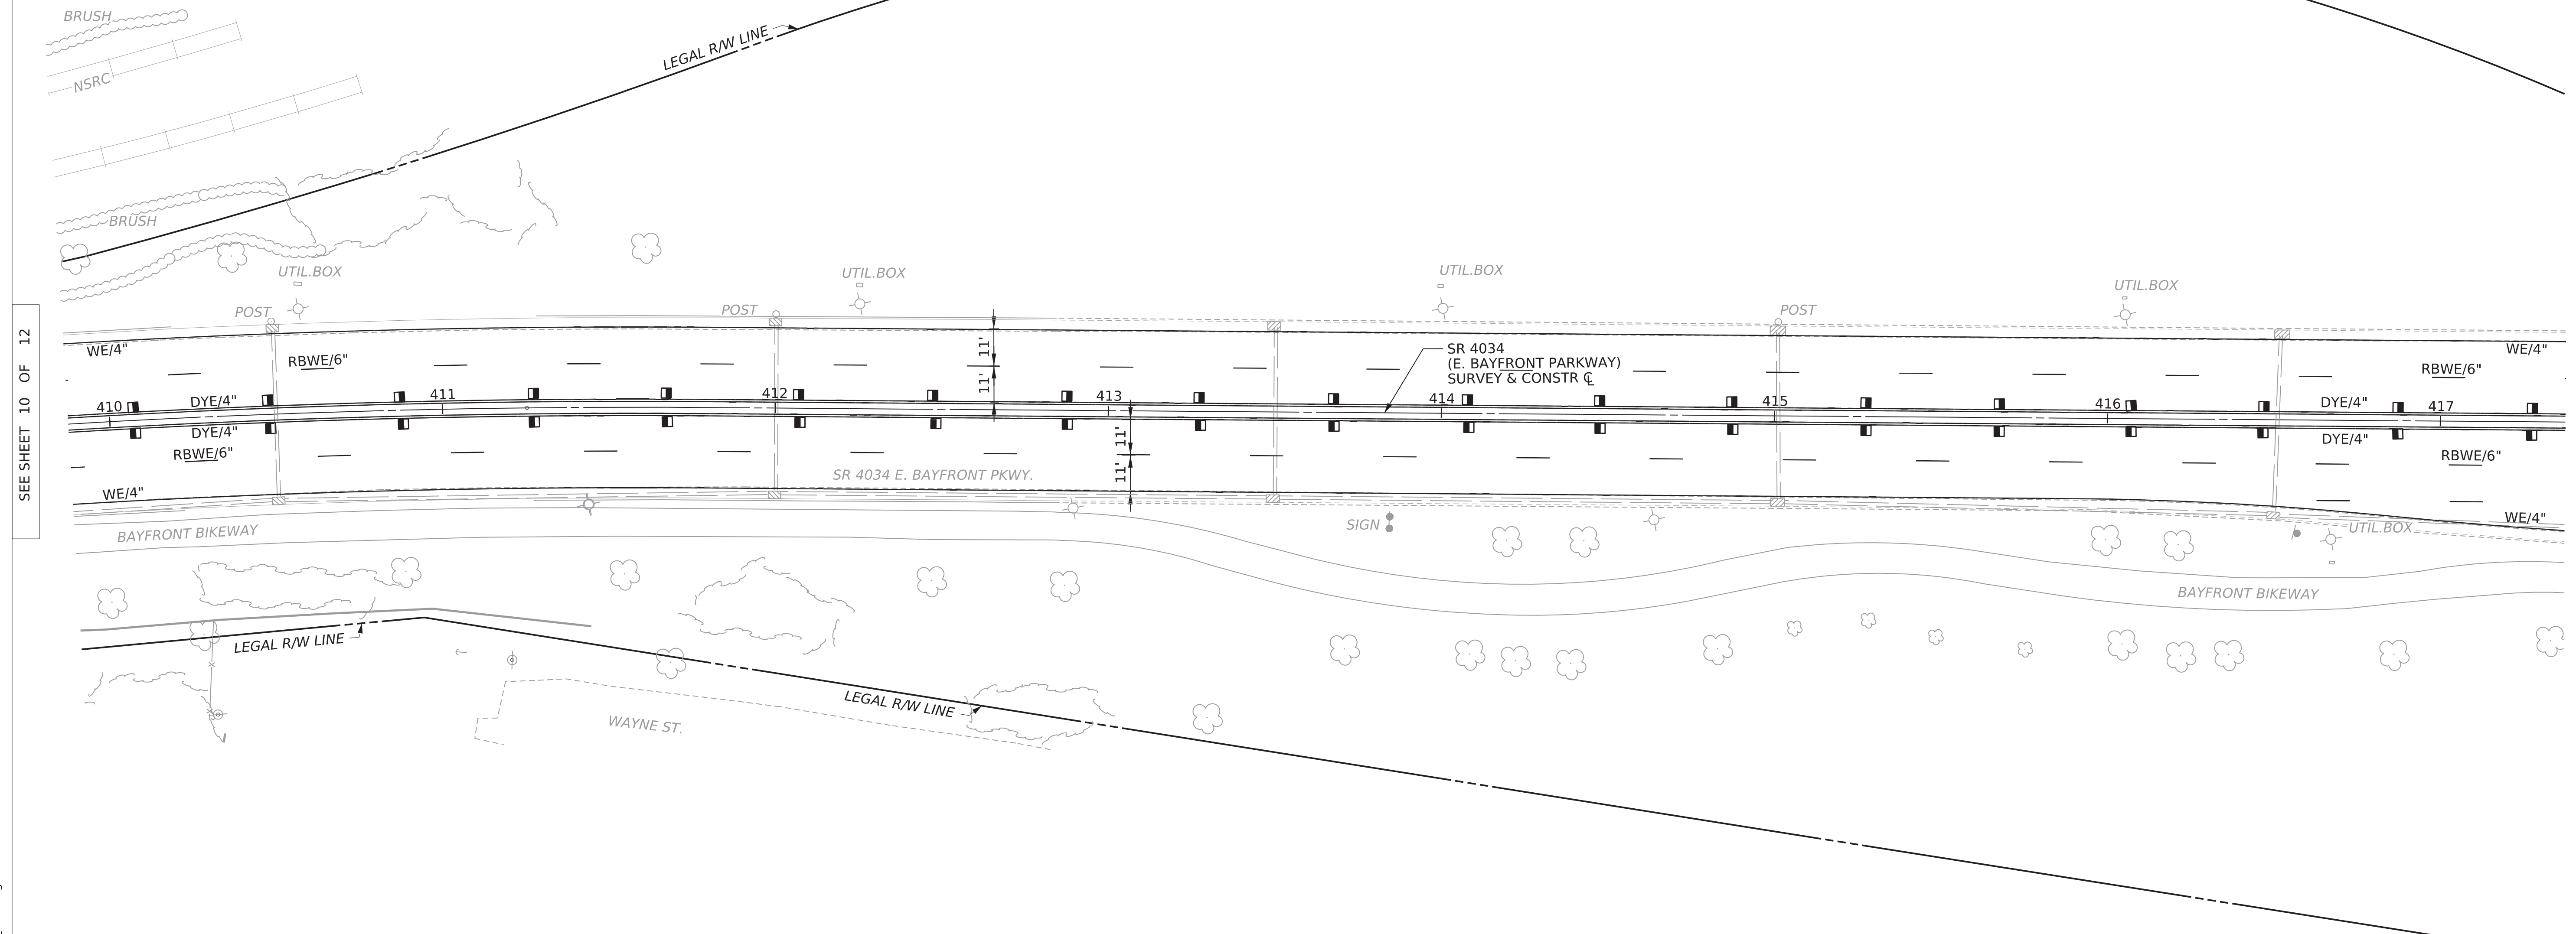 BRUSH
NSRC
LEGAL R/W LINE
BRUSH
UTIL.BOX
UTIL.BOX
UTIL.BOX
UTIL.BOX
POST
POST
POST
SEE SHEET 10 OF 12
WE/4"
RBWE/6"
11'
11'
SR 4034
(E. BAYFRONT PARKWAY)
SURVEY & CONSTR ℄
WE/4"
RBWE/6"
410
DYE/4"
411
412
413
414
415
416
DYE/4"
417
DYE/4"
RBWE/6"
11'
11'
DYE/4"
RBWE/6"
SR 4034 E. BAYFRONT PKWY.
WE/4"
BAYFRONT BIKEWAY
SIGN
UTIL.BOX
WE/4"
BAYFRONT BIKEWAY
LEGAL R/W LINE
LEGAL R/W LINE
WAYNE ST.